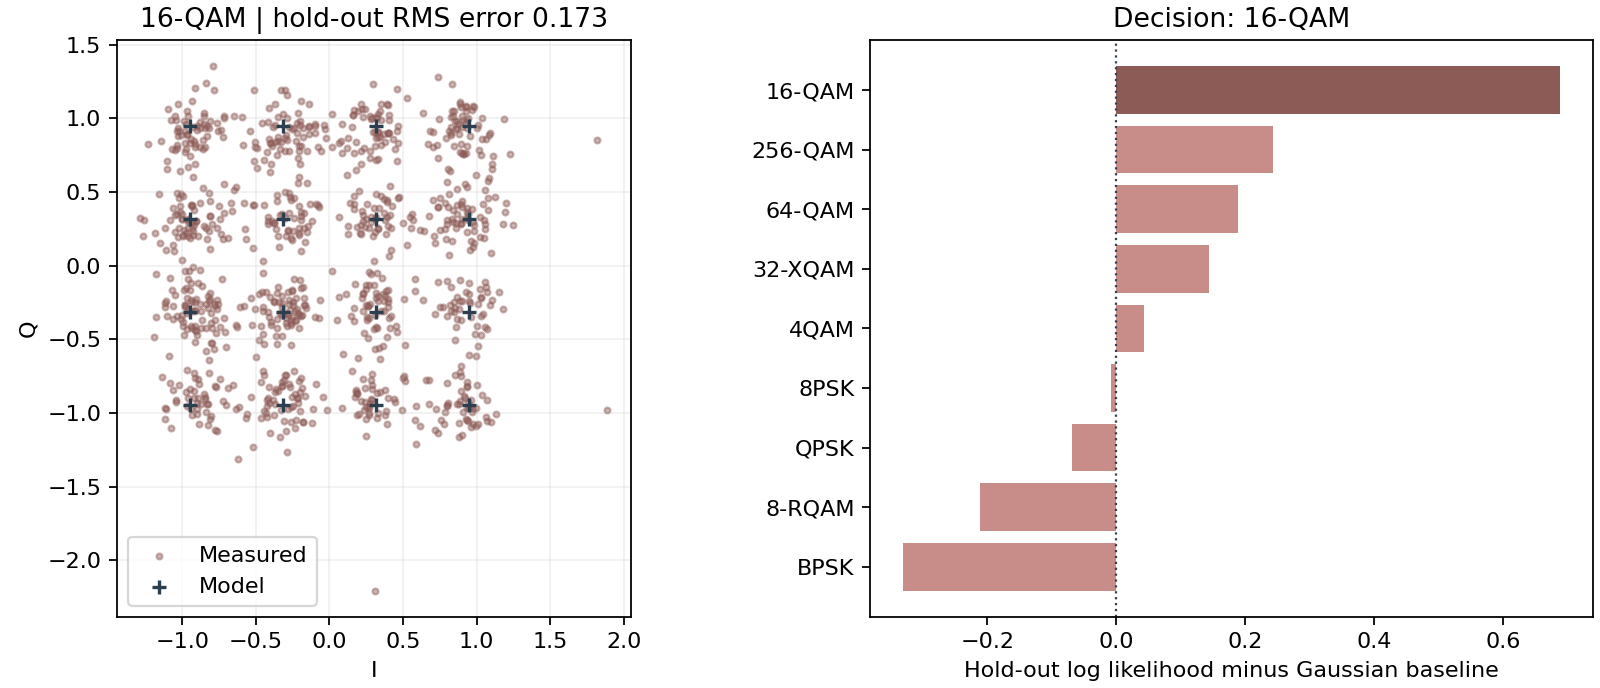 16-QAM | hold-out RMS error 0.173
1.5
1.0
0.5
0.0
−0.5
−1.0
−1.5
−2.0
Q
Measured
Model
−1.0 −0.5 0.0 0.5 1.0 1.5 2.0
I
Decision: 16-QAM
16-QAM
256-QAM
64-QAM
32-XQAM
4QAM
8PSK
QPSK
8-RQAM
BPSK
−0.2 0.0 0.2 0.4 0.6
Hold-out log likelihood minus Gaussian baseline